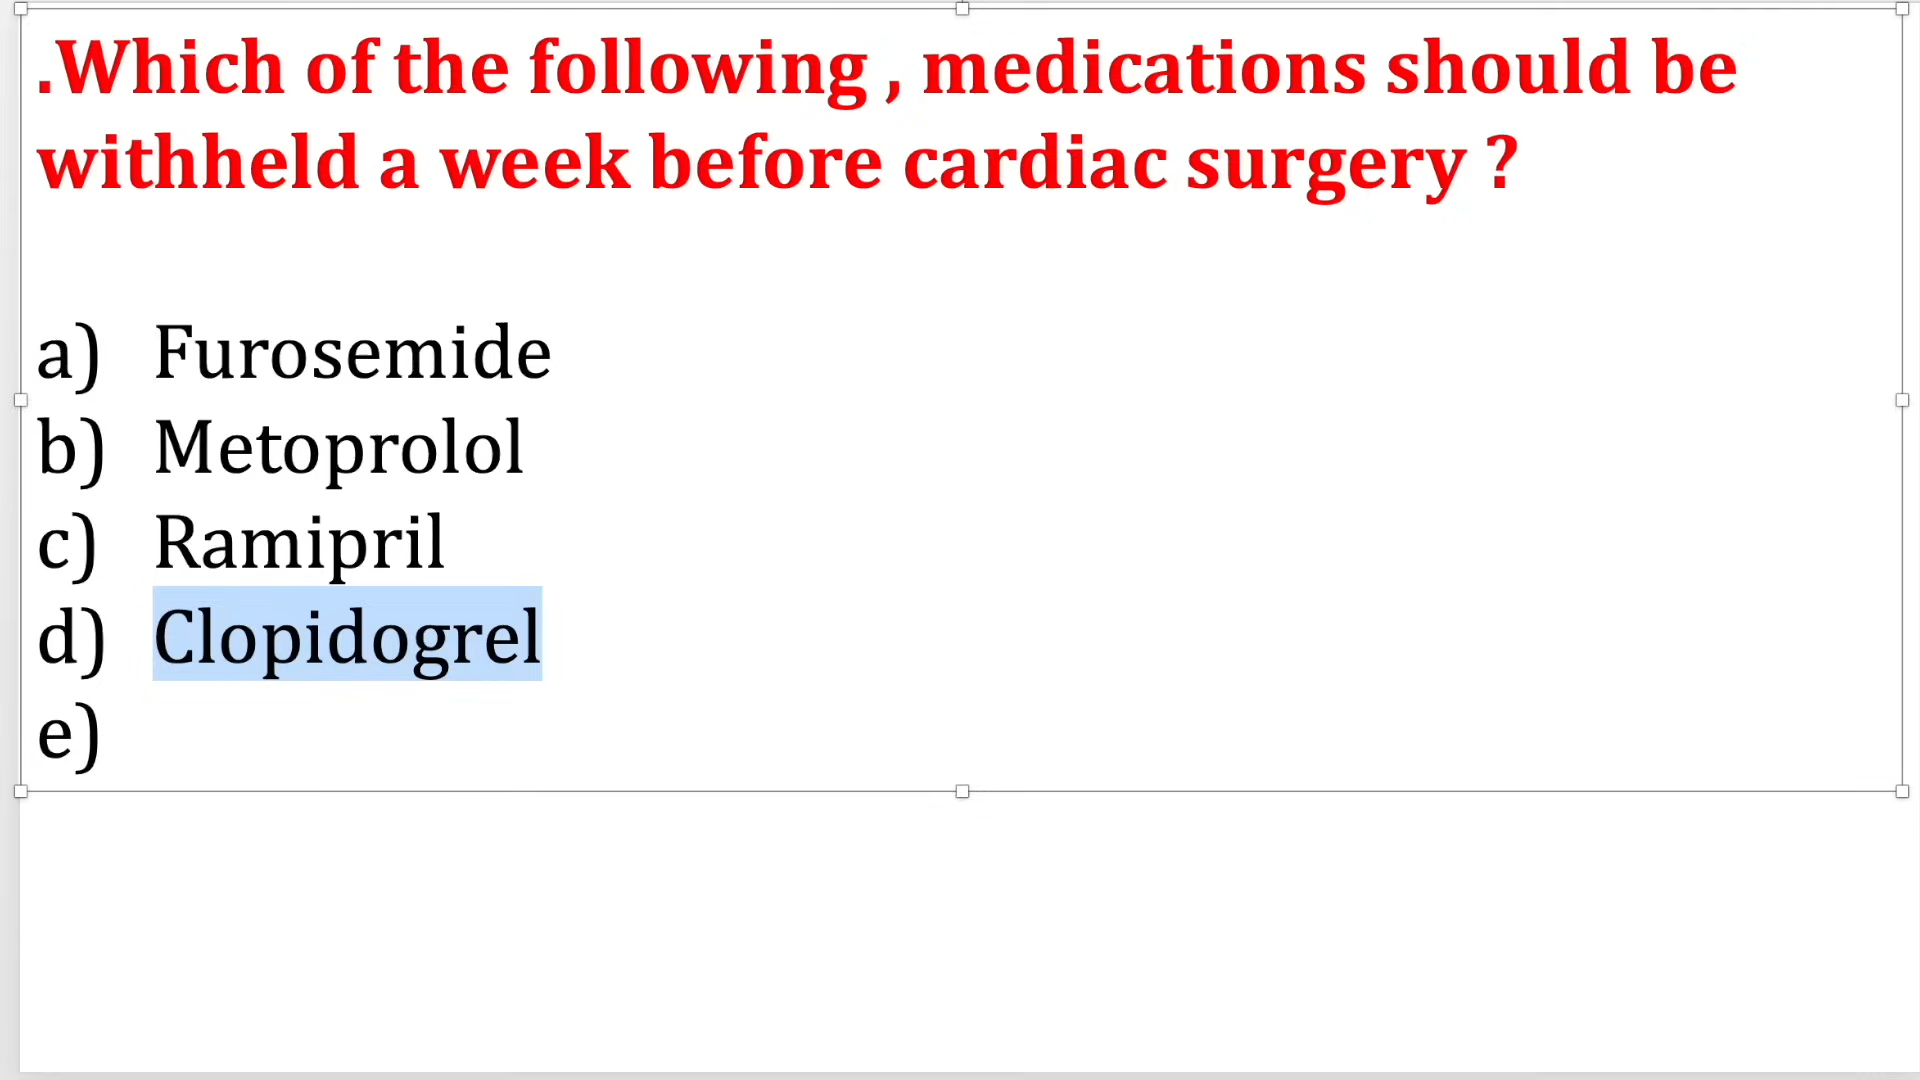 .Which of the following , medications should be
withheld a week before cardiac surgery ?
a) Furosemide
b) Metoprolol
c) Ramipril
d) Clopidogrel
e)